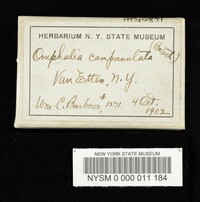 HERBARIUM N. Y. STATE MUSEUM
Omphalia campanulata
Van Etten, N.Y.
Wm. C. Barbour # 1271. 4 Oct.
1902.
NEW YORK STATE MUSEUM
NYSM 0 000 011 184